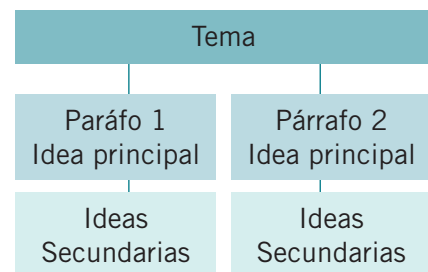 Tema
Paráfo 1
Idea principal
Párrafo 2
Idea principal
Ideas
Secundarias
Ideas
Secundarias